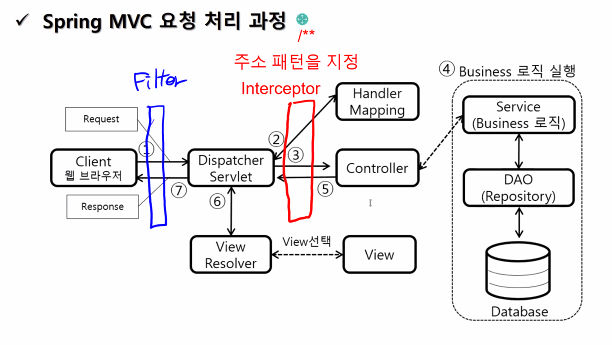 ✓ Spring MVC 요청 처리 과정
/**
주소 패턴을 지정
Interceptor
Filter
④ Business 로직 실행
Handler
Mapping
Service
(Business 로직)
Request
①
②
③
Client
웹 브라우저
Dispatcher
Servlet
Controller
⑦
⑤
DAO
(Repository)
Response
⑥
View
Resolver
View선택
View
Database